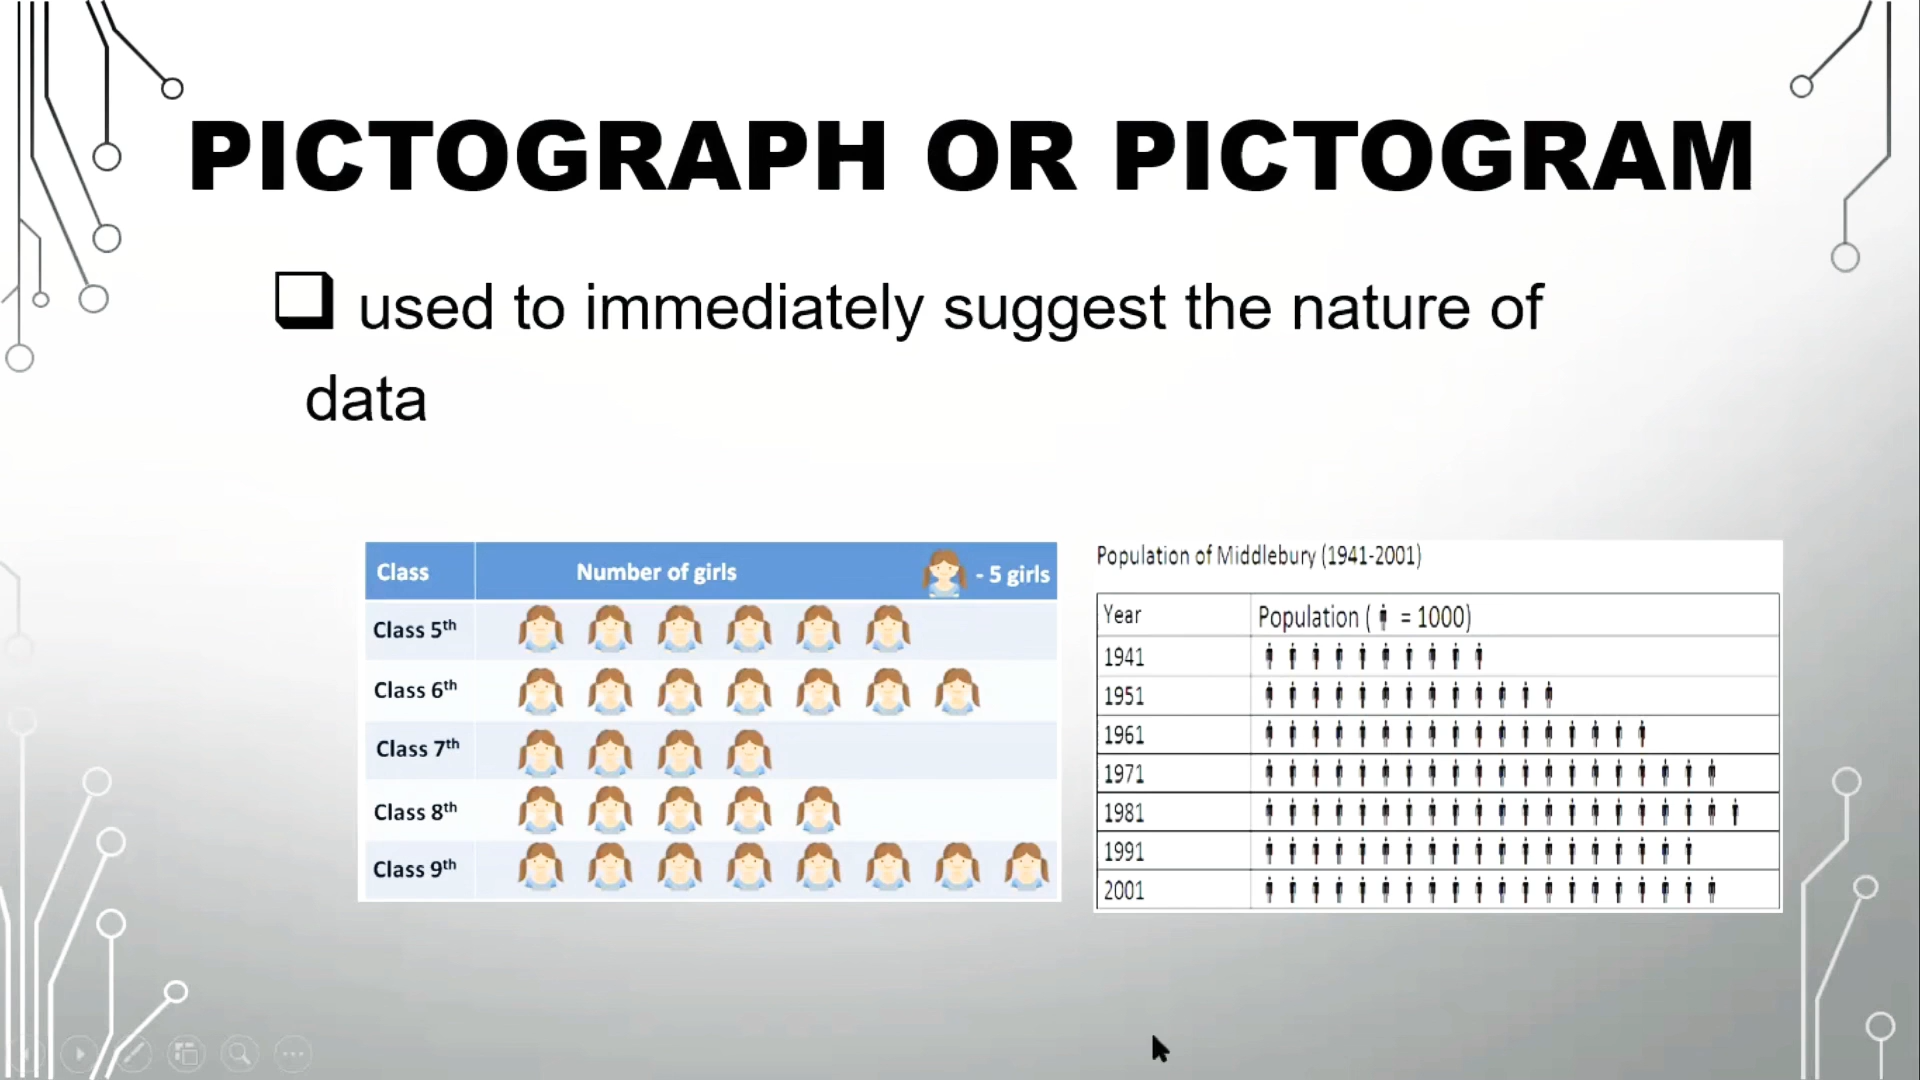 PICTOGRAPH OR PICTOGRAM
used to immediately suggest the nature of
data
Class Number of girls - 5 girls
Class 5th
Class 6th
Class 7th
Class 8th
Class 9th
Population of Middlebury (1941-2001)
Year Population ( = 1000)
1941
1951
1961
1971
1981
1991
2001